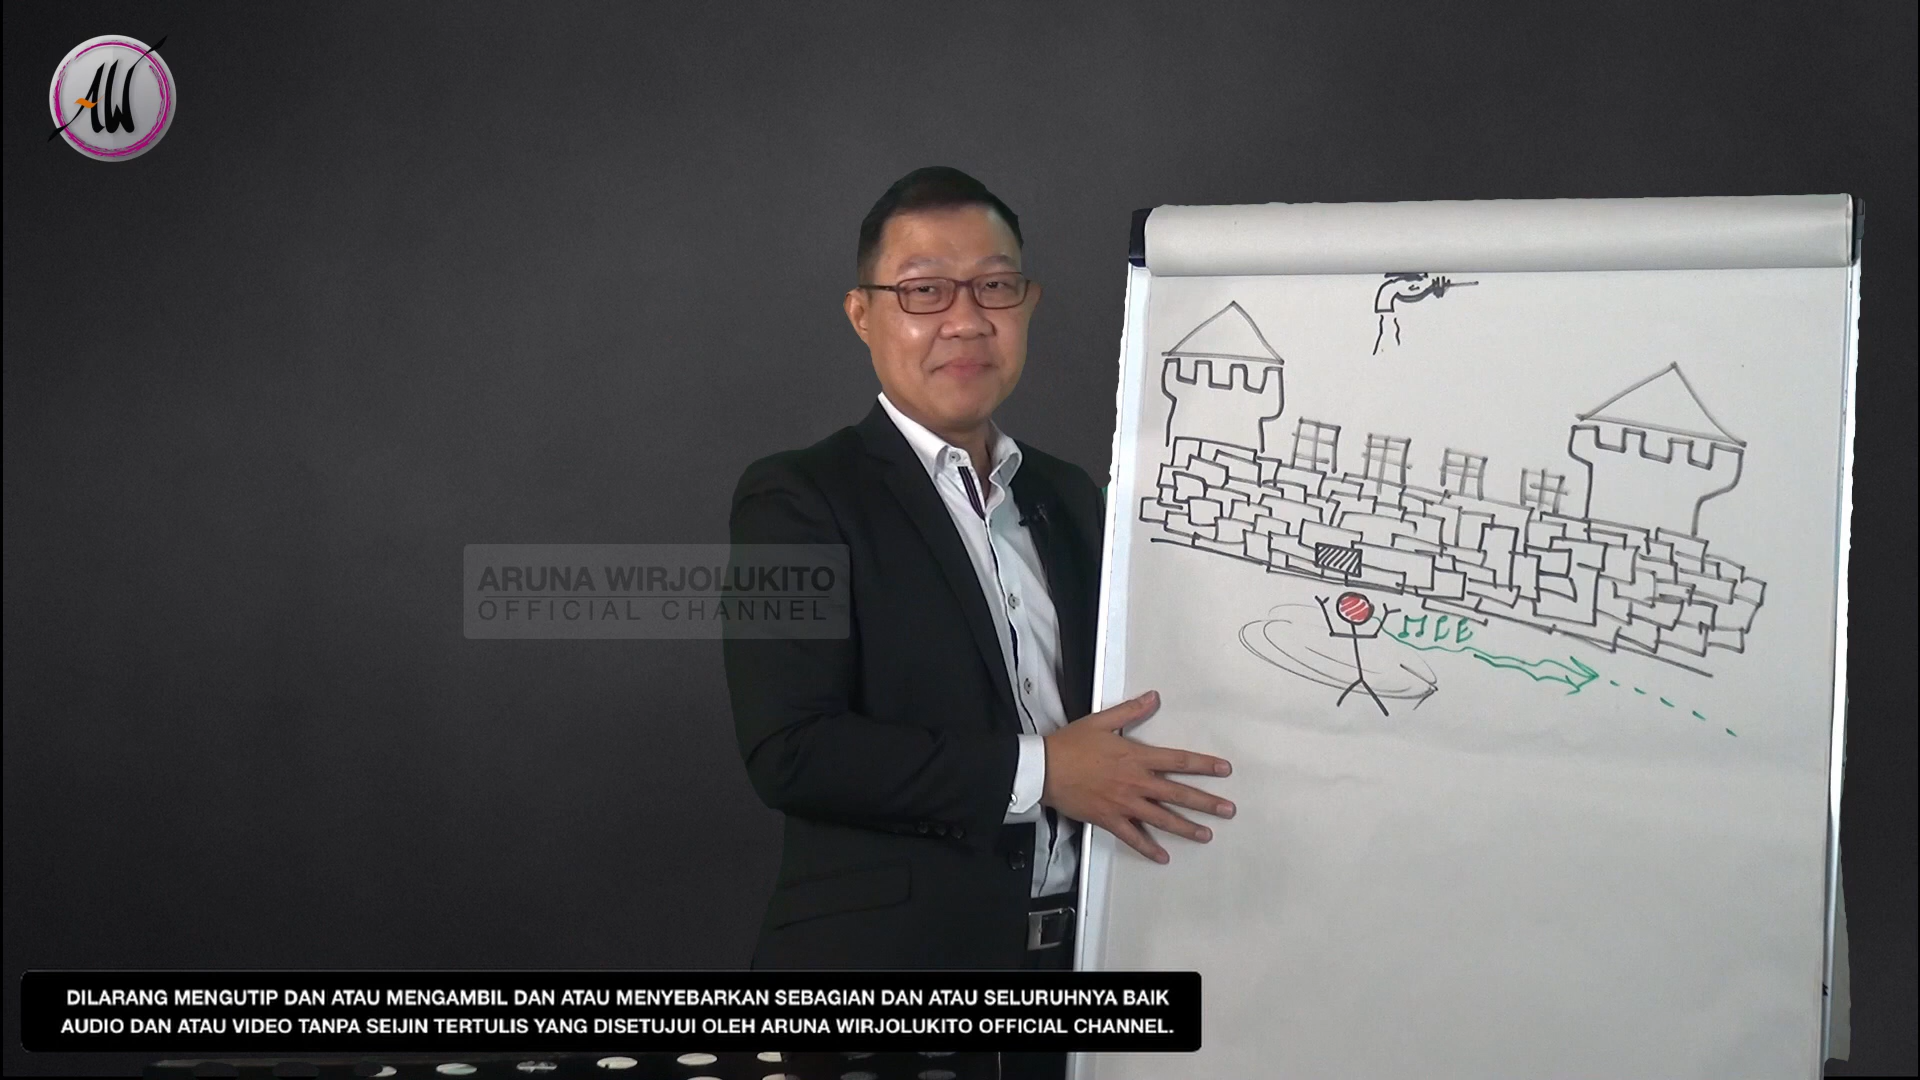 AW
ARUNA WIRJOLUKITO
OFFICIAL CHANNEL
DILARANG MENGUTIP DAN ATAU MENGAMBIL DAN ATAU MENYEBARKAN SEBAGIAN DAN ATAU SELURUHNYA BAIK
AUDIO DAN ATAU VIDEO TANPA SEIJIN TERTULIS YANG DISETUJUI OLEH ARUNA WIRJOLUKITO OFFICIAL CHANNEL.